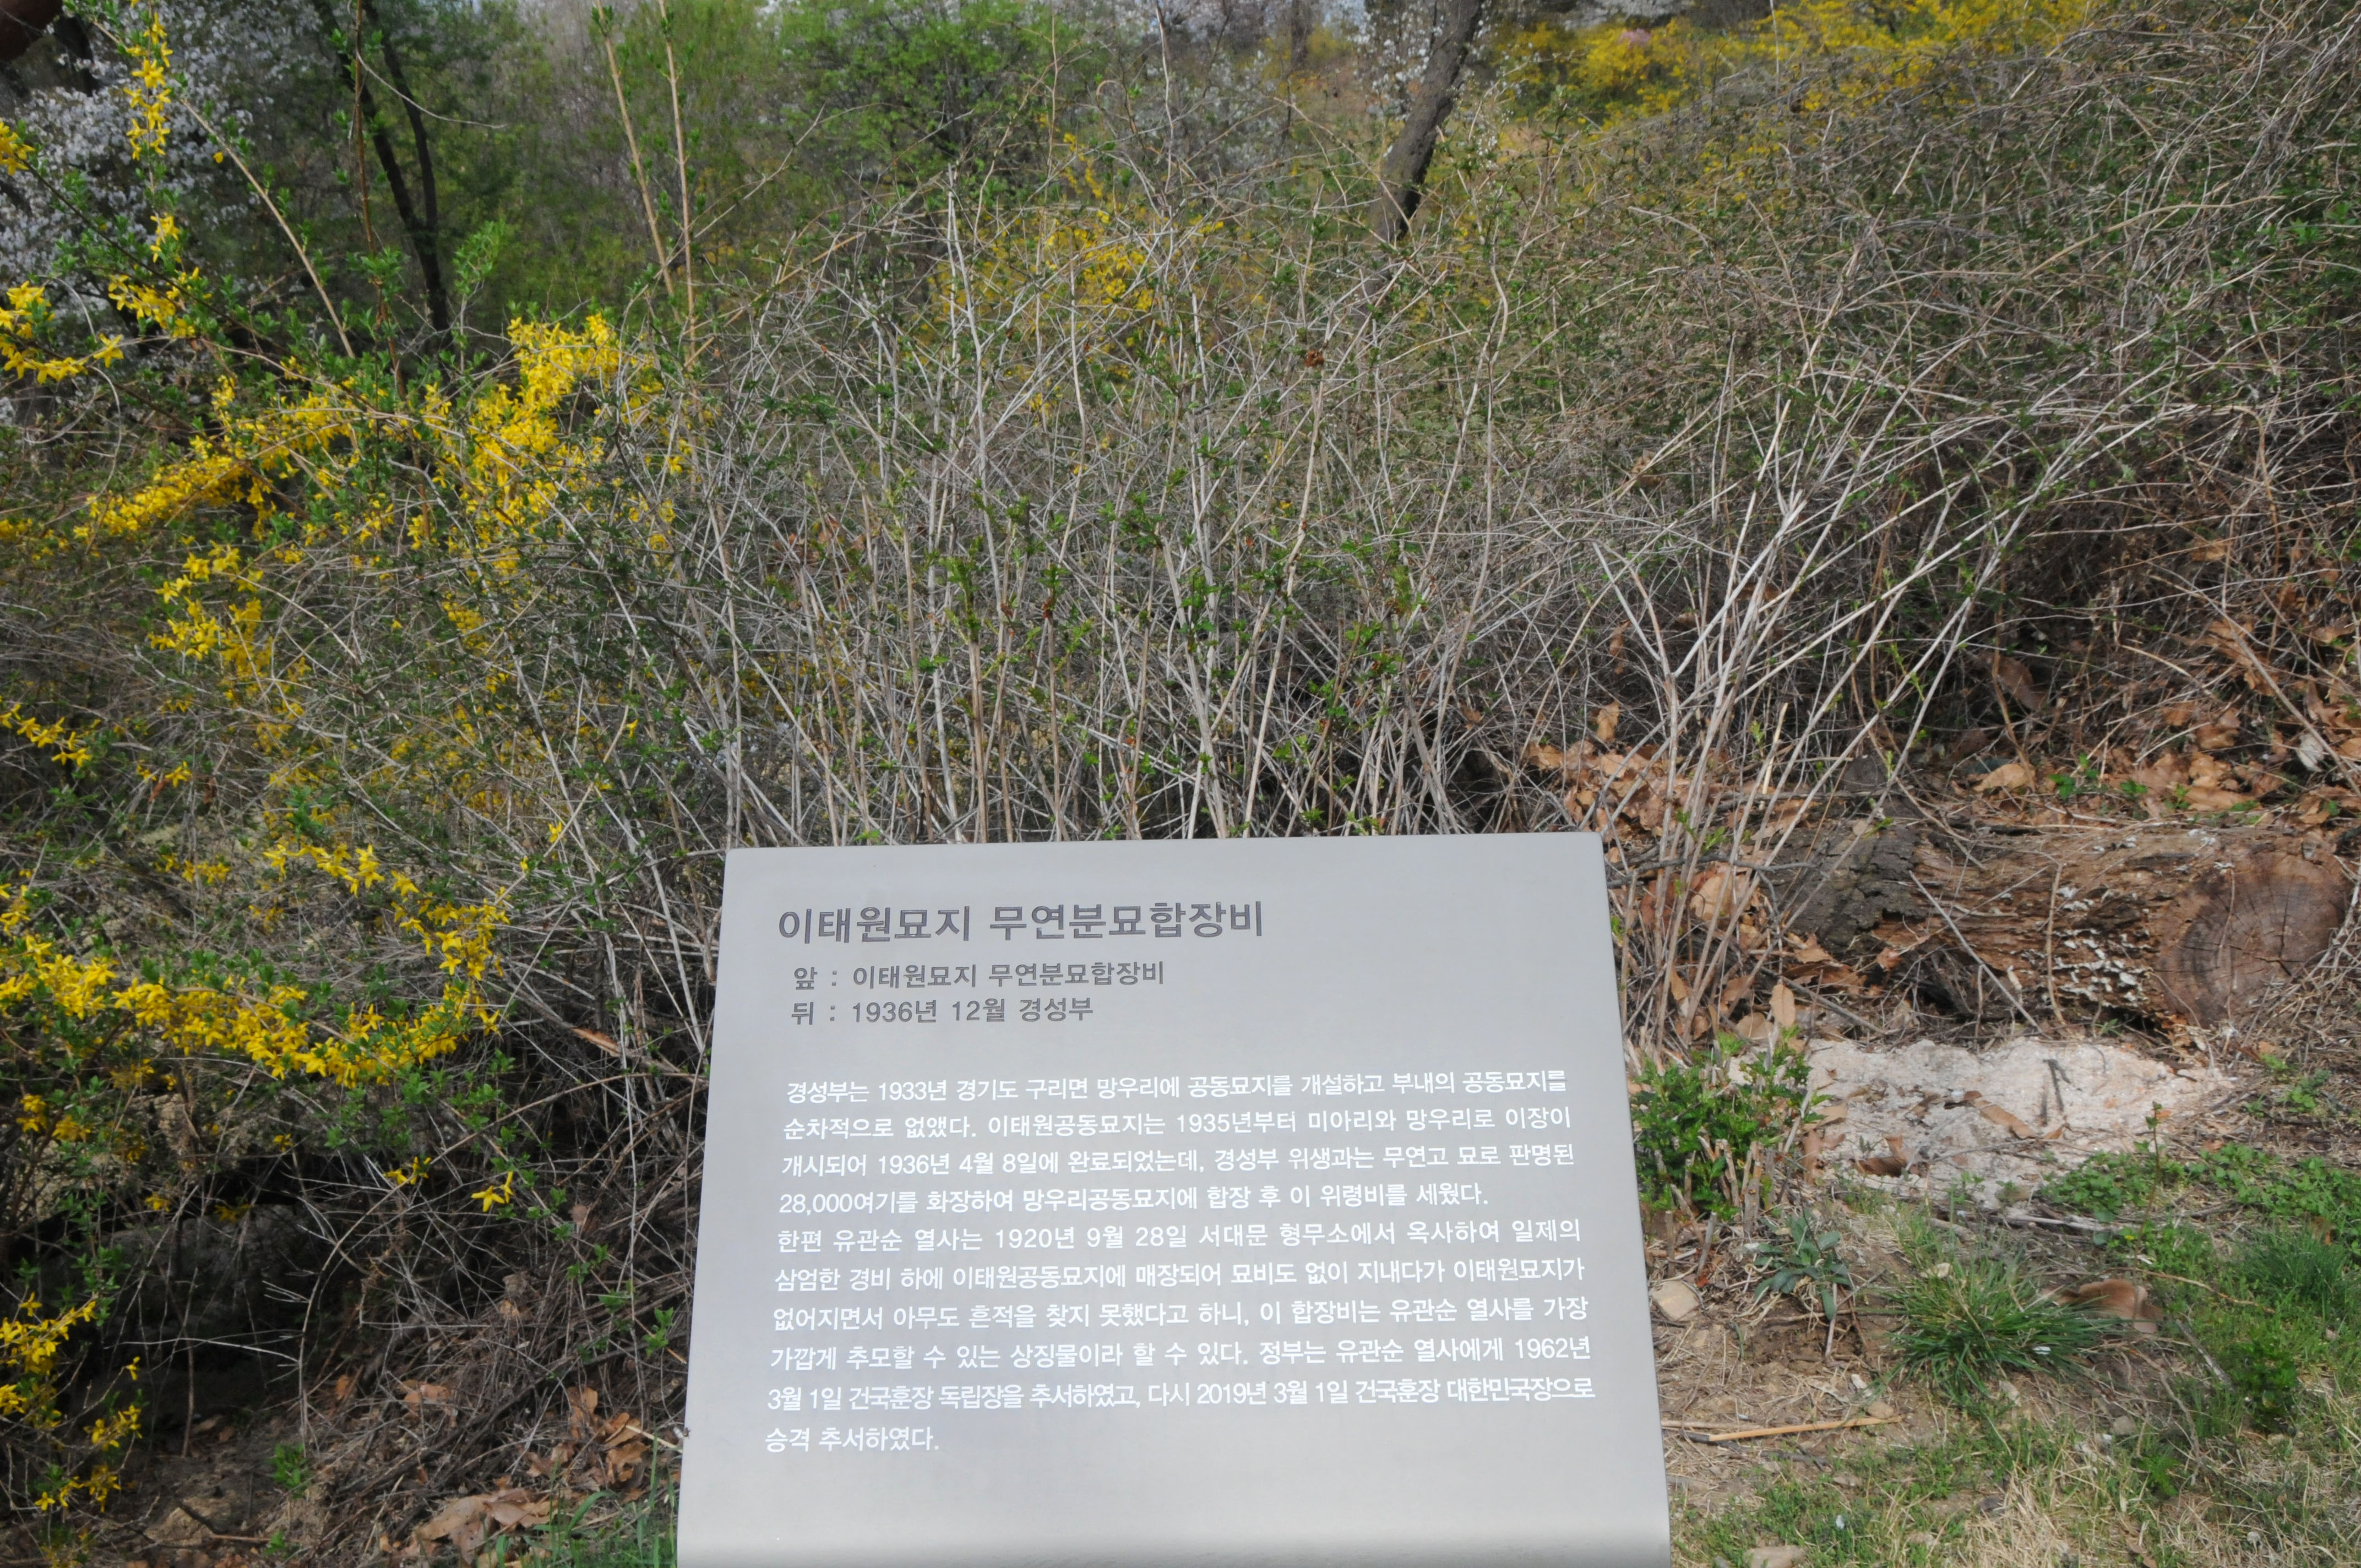 이태원묘지 무연분묘합장비
앞 : 이태원묘지 무연분묘합장비
뒤 : 1936년 12월 경성부
경성부는 1933년 경기도 구리면 망우리에 공동묘지를 개설하고 부내의 공동묘지를
순차적으로 없앴다. 이태원공동묘지는 1935년부터 미아리와 망우리로 이장이
개시되어 1936년 4월 8일에 완료되었는데, 경성부 위생과는 무연고 묘로 판명된
28,000여기를 화장하여 망우리공동묘지에 합장 후 이 위령비를 세웠다.
한편 유관순 열사는 1920년 9월 28일 서대문 형무소에서 옥사하여 일제의
삼엄한 경비 하에 이태원공동묘지에 매장되어 묘비도 없이 지내다가 이태원묘지가
없어지면서 아무도 흔적을 찾지 못했다고 하니, 이 합장비는 유관순 열사를 가장
가깝게 추모할 수 있는 상징물이라 할 수 있다. 정부는 유관순 열사에게 1962년
3월 1일 건국훈장 독립장을 추서하였고, 다시 2019년 3월 1일 건국훈장 대한민국장으로
승격 추서하였다.